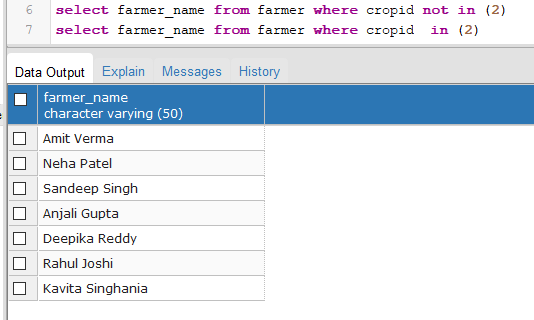 6 select farmer_name from farmer where cropid not in (2)
7 select farmer_name from farmer where cropid  in (2)
Data Output Explain Messages History
farmer_name
character varying (50)
Amit Verma
Neha Patel
Sandeep Singh
Anjali Gupta
Deepika Reddy
Rahul Joshi
Kavita Singhania